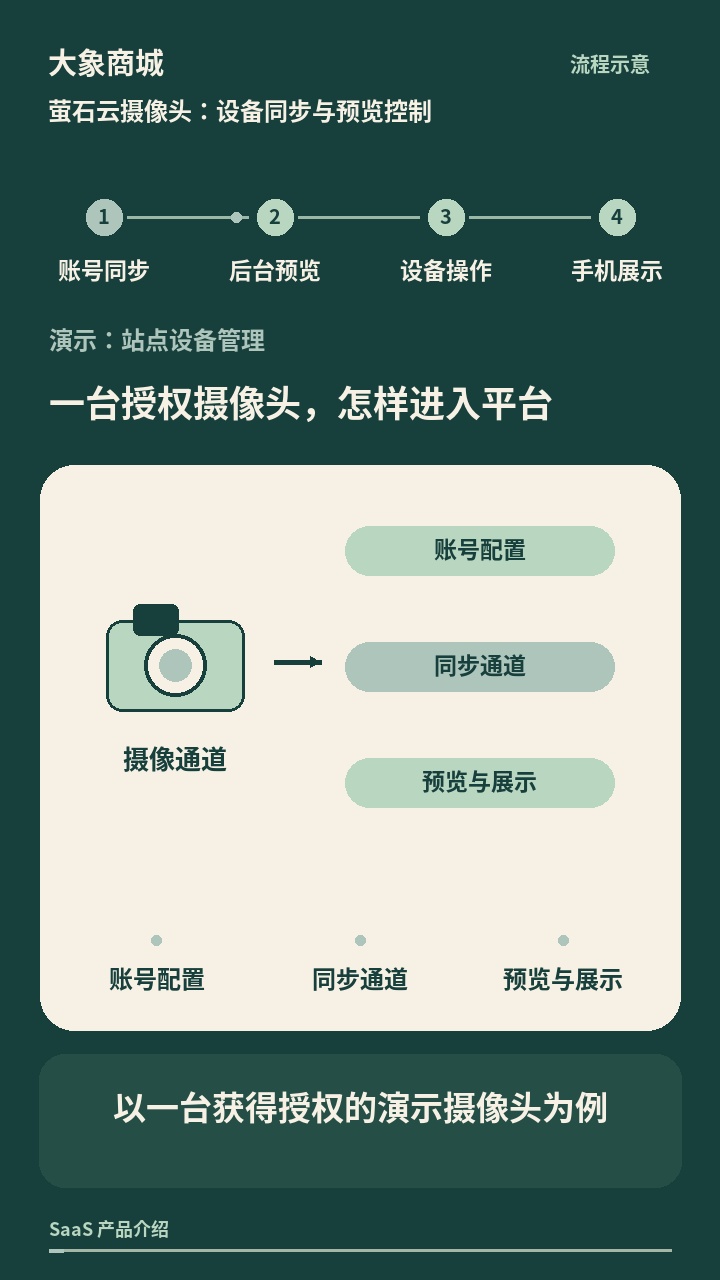 大象商城
流程示意
萤石云摄像头：设备同步与预览控制
1
2
3
4
账号同步
后台预览
设备操作
手机展示
演示：站点设备管理
一台授权摄像头，怎样进入平台
账号配置
同步通道
摄像通道
预览与展示
账号配置
同步通道
预览与展示
以一台获得授权的演示摄像头为例
SaaS 产品介绍